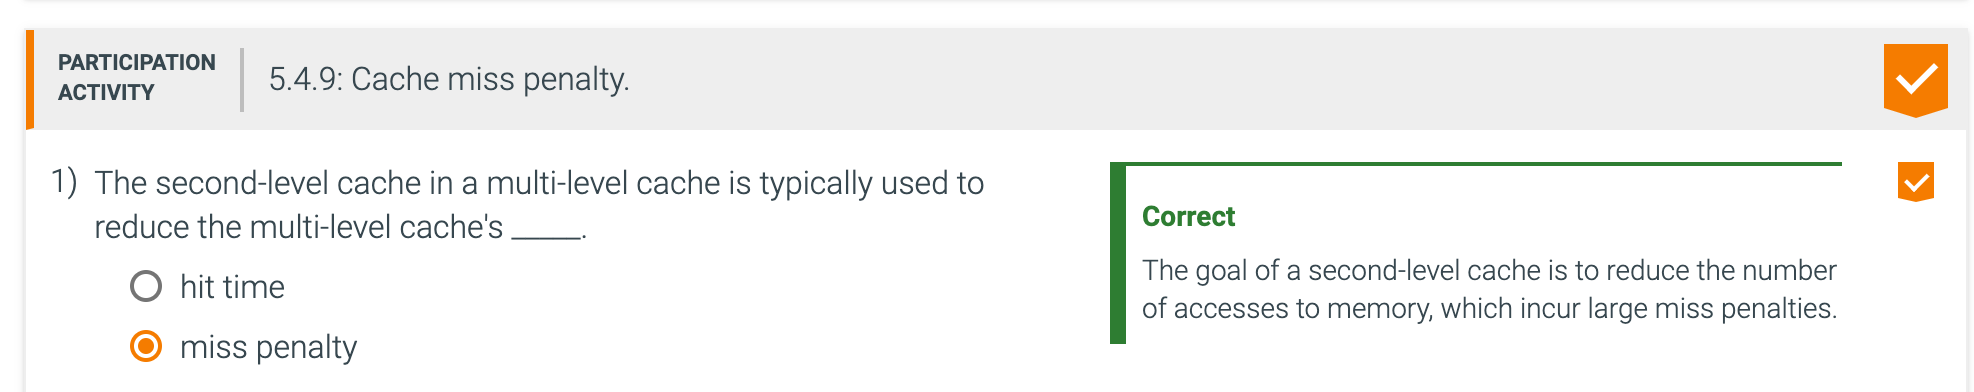 PARTICIPATION
ACTIVITY
5.4.9: Cache miss penalty.
1) The second-level cache in a multi-level cache is typically used to
reduce the multi-level cache's _____.
hit time
miss penalty
Correct
The goal of a second-level cache is to reduce the number
of accesses to memory, which incur large miss penalties.